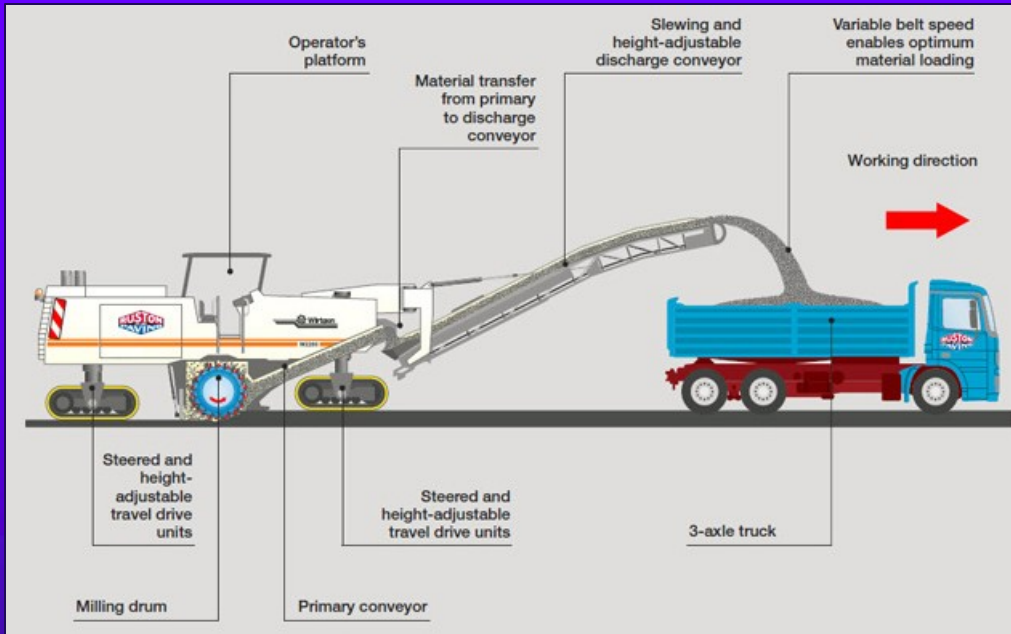 Operator's
platform
Material transfer
from primary
to discharge
conveyor
Slewing and
height-adjustable
discharge conveyor
Variable belt speed
enables optimum
material loading
Working direction
RUSTON
PAVING
Wirtgen
RUSTON
PAVING
Steered and
height-
adjustable
travel drive
units
Steered and
height-adjustable
travel drive units
3-axle truck
Milling drum
Primary conveyor